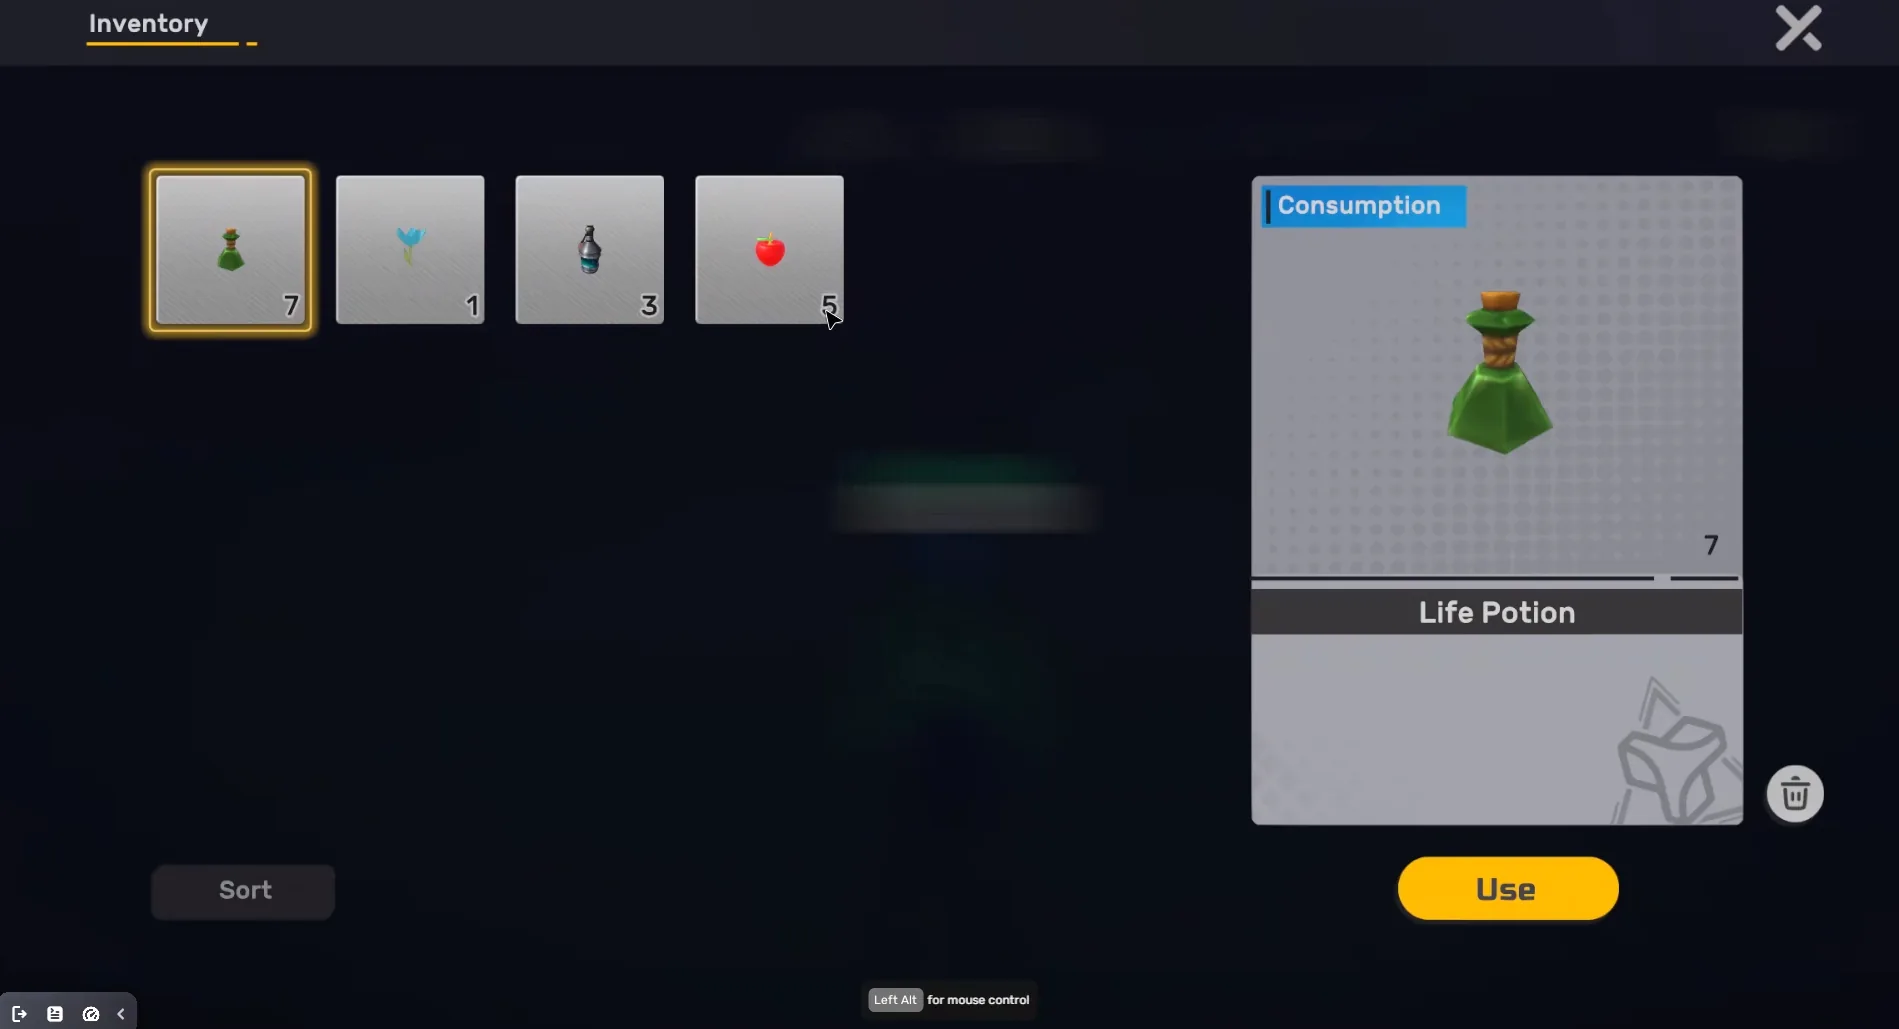 Inventory
7
1
3
5
Consumption
7
Life Potion
Sort
Use
Left Alt for mouse control